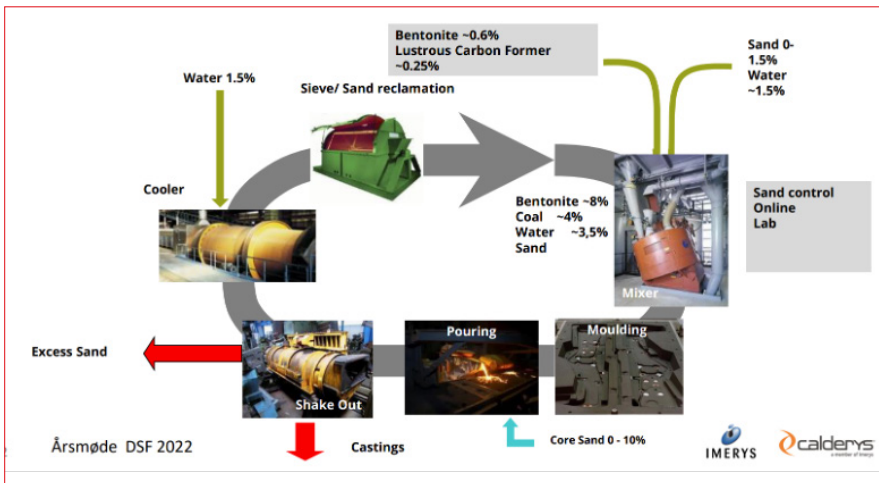 Bentonite ~0.6%
Lustrous Carbon Former
~0.25%
Sand 0-
1.5%
Water
~1.5%
Water 1.5%
Sieve/ Sand reclamation
Cooler
Bentonite ~8%
Coal ~4%
Water ~3,5%
Sand
Sand control
Online
Lab
Mixer
Pouring
Moulding
Excess Sand
Shake Out
Årsmøde DSF 2022
Castings
Core Sand 0 - 10%
IMERYS
calderys
a member of Imerys